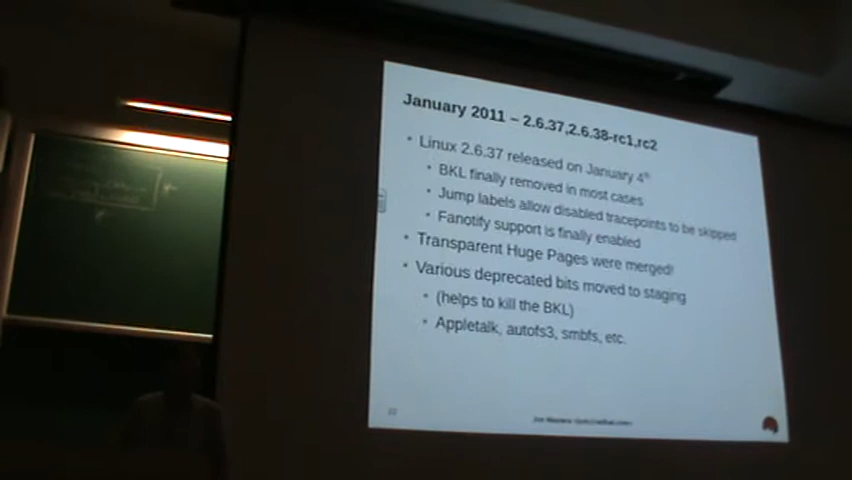 January 2011 – 2.6.37,2.6.38-rc1,rc2
• Linux 2.6.37 released on January 4th
• BKL finally removed in most cases
• Jump labels allow disabled tracepoints to be skipped
• Fanotify support is finally enabled
• Transparent Huge Pages were merged!
• Various deprecated bits moved to staging
• (helps to kill the BKL)
• Appletalk, autofs3, smbfs, etc.